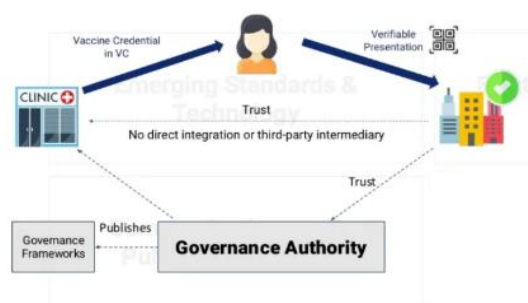 Vaccine Credential
in VC
Verifiable
Presentation
Emerging Standards &
Technology
CLINIC
Trust
No direct integration or third-party intermediary
Trust
Publishes
Governance
Frameworks
Governance Authority